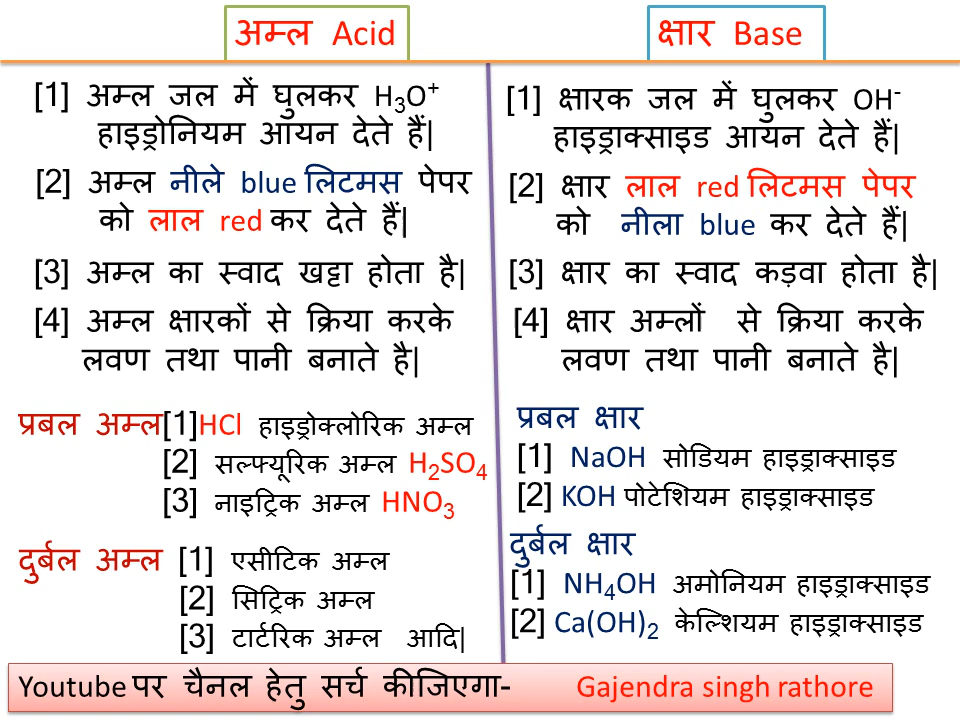 अम्ल Acid
[1] अम्ल जल में घुलकर H₃O⁺
हाइड्रोनियम आयन देते हैं|
[2] अम्ल नीले blue लिटमस पेपर
को लाल red कर देते हैं|
[3] अम्ल का स्वाद खट्टा होता है|
[4] अम्ल क्षारकों से क्रिया करके
लवण तथा पानी बनाते है|
प्रबल अम्ल[1]HCl हाइड्रोक्लोरिक अम्ल
[2] सल्फ्यूरिक अम्ल H₂SO₄
[3] नाइट्रिक अम्ल HNO₃
दुर्बल अम्ल [1] एसीटिक अम्ल
[2] सिट्रिक अम्ल
[3] टार्टरिक अम्ल आदि|
क्षार Base
[1] क्षारक जल में घुलकर OH⁻
हाइड्राक्साइड आयन देते हैं|
[2] क्षार लाल red लिटमस पेपर
को नीला blue कर देते हैं|
[3] क्षार का स्वाद कड़वा होता है|
[4] क्षार अम्लों से क्रिया करके
लवण तथा पानी बनाते है|
प्रबल क्षार
[1] NaOH सोडियम हाइड्राक्साइड
[2] KOH पोटेशियम हाइड्राक्साइड
दुर्बल क्षार
[1] NH₄OH अमोनियम हाइड्राक्साइड
[2] Ca(OH)₂ केल्शियम हाइड्राक्साइड
Youtube पर चैनल हेतु सर्च कीजिएगा- Gajendra singh rathore